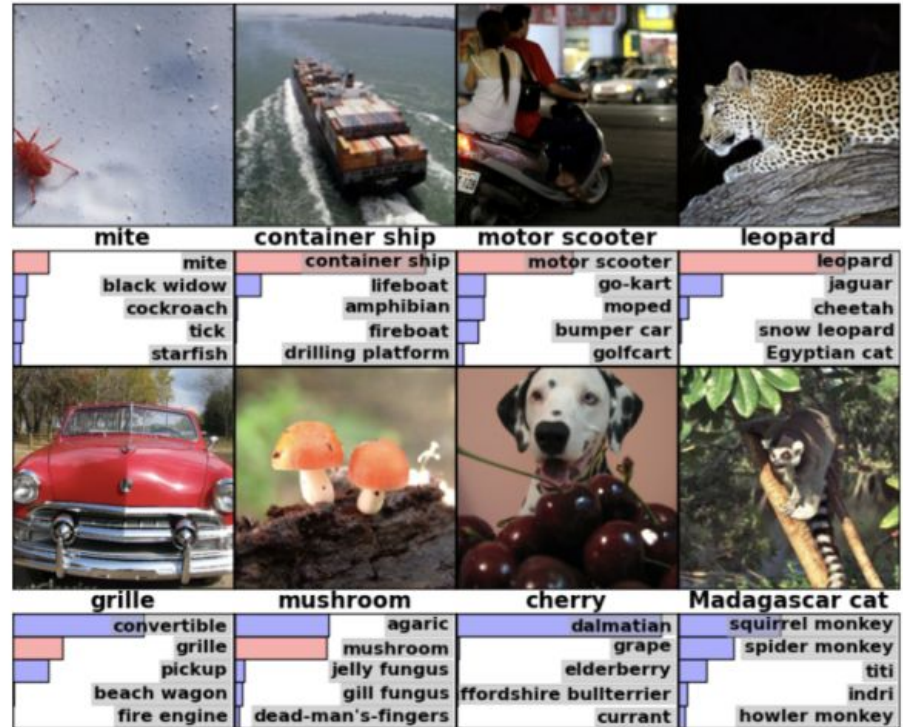 mite
container ship
motor scooter
leopard
mite
black widow
cockroach
tick
starfish
container ship
lifeboat
amphibian
fireboat
drilling platform
motor scooter
go-kart
moped
bumper car
golfcart
leopard
jaguar
cheetah
snow leopard
Egyptian cat
grille
mushroom
cherry
Madagascar cat
convertible
grille
pickup
beach wagon
fire engine
agaric
mushroom
jelly fungus
gill fungus
dead-man's-fingers
dalmatian
grape
elderberry
ffordshire bullterrier
currant
squirrel monkey
spider monkey
titi
indri
howler monkey